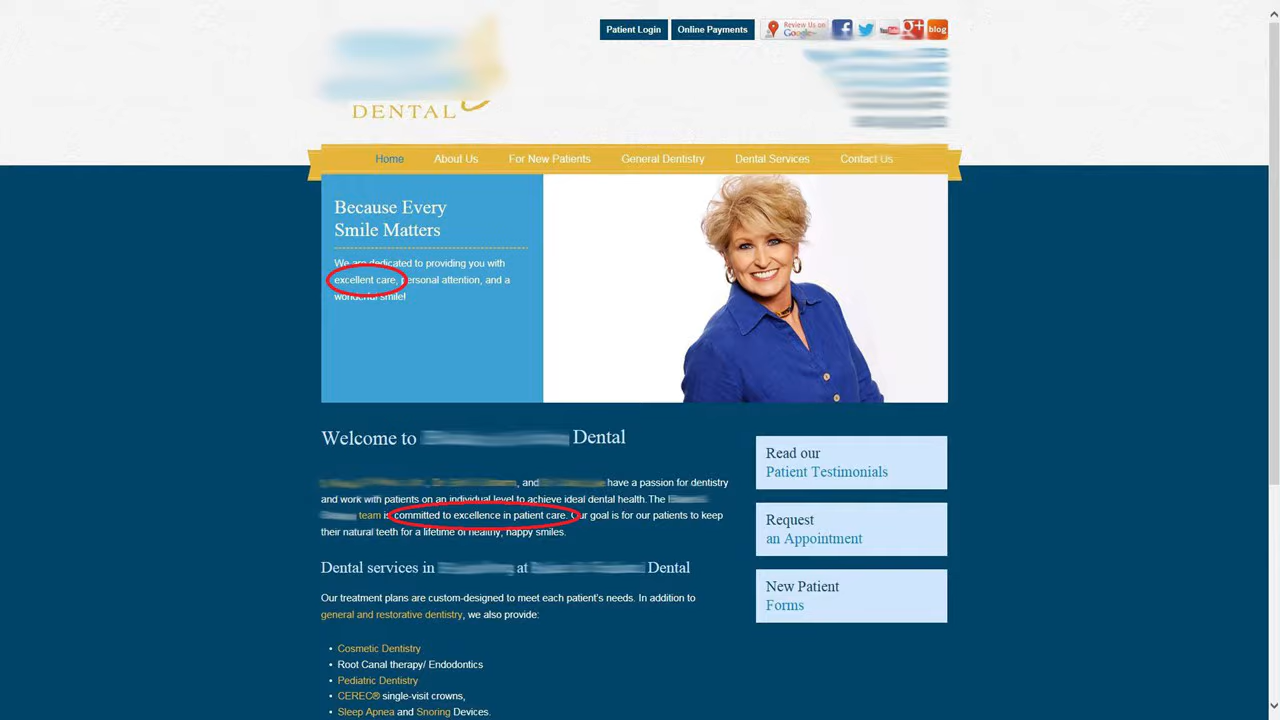 Patient Login
Online Payments
Review Us on
Google
f
You Tube
g+
blog
DENTAL
Home
About Us
For New Patients
General Dentistry
Dental Services
Contact Us
Because Every
Smile Matters
We are dedicated to providing you with
excellent care, personal attention, and a
wonderful smile!
Welcome to
Dental
, and have a passion for dentistry
and work with patients on an individual level to achieve ideal dental health.The
team is committed to excellence in patient care. Our goal is for our patients to keep
their natural teeth for a lifetime of healthy, happy smiles.
Dental services in at Dental
Our treatment plans are custom-designed to meet each patient's needs. In addition to
general and restorative dentistry, we also provide:
• Cosmetic Dentistry
• Root Canal therapy/ Endodontics
• Pediatric Dentistry
• CEREC® single-visit crowns,
• Sleep Apnea and Snoring Devices.
Read our
Patient Testimonials
Request
an Appointment
New Patient
Forms